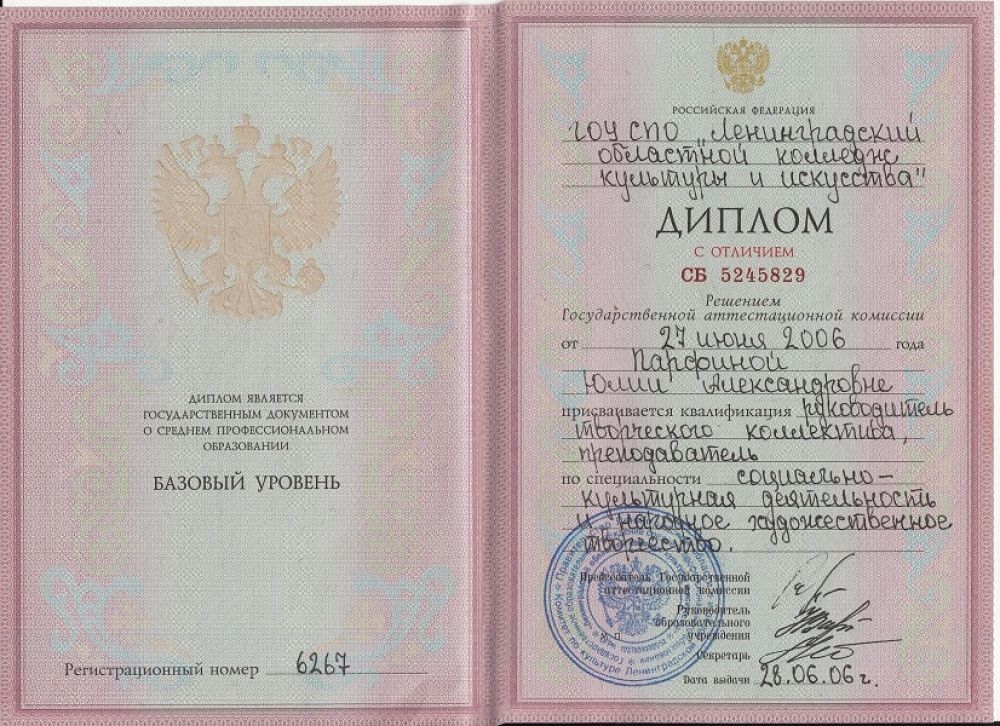 ДИПЛОМ ЯВЛЯЕТСЯ
ГОСУДАРСТВЕННЫМ ДОКУМЕНТОМ
О СРЕДНЕМ ПРОФЕССИОНАЛЬНОМ
ОБРАЗОВАНИИ
БАЗОВЫЙ УРОВЕНЬ
Регистрационный номер 6267
РОССИЙСКАЯ ФЕДЕРАЦИЯ
ГОУ СПО „Ленинградский
областной колледж
культуры и искусства"
ДИПЛОМ
С ОТЛИЧИЕМ
СБ 5245829
Решением
Государственной аттестационной комиссии
от 27 июня 2006 года
Парфиной
Юлии Александровне
присваивается квалификация руководитель
творческого коллектива,
преподаватель
по специальности социально-
культурная деятельность
и народное художественное
творчество.
Председатель Государственной
аттестационной комиссии
Руководитель
образовательного
учреждения
Секретарь
Дата выдачи 28.06.06г.